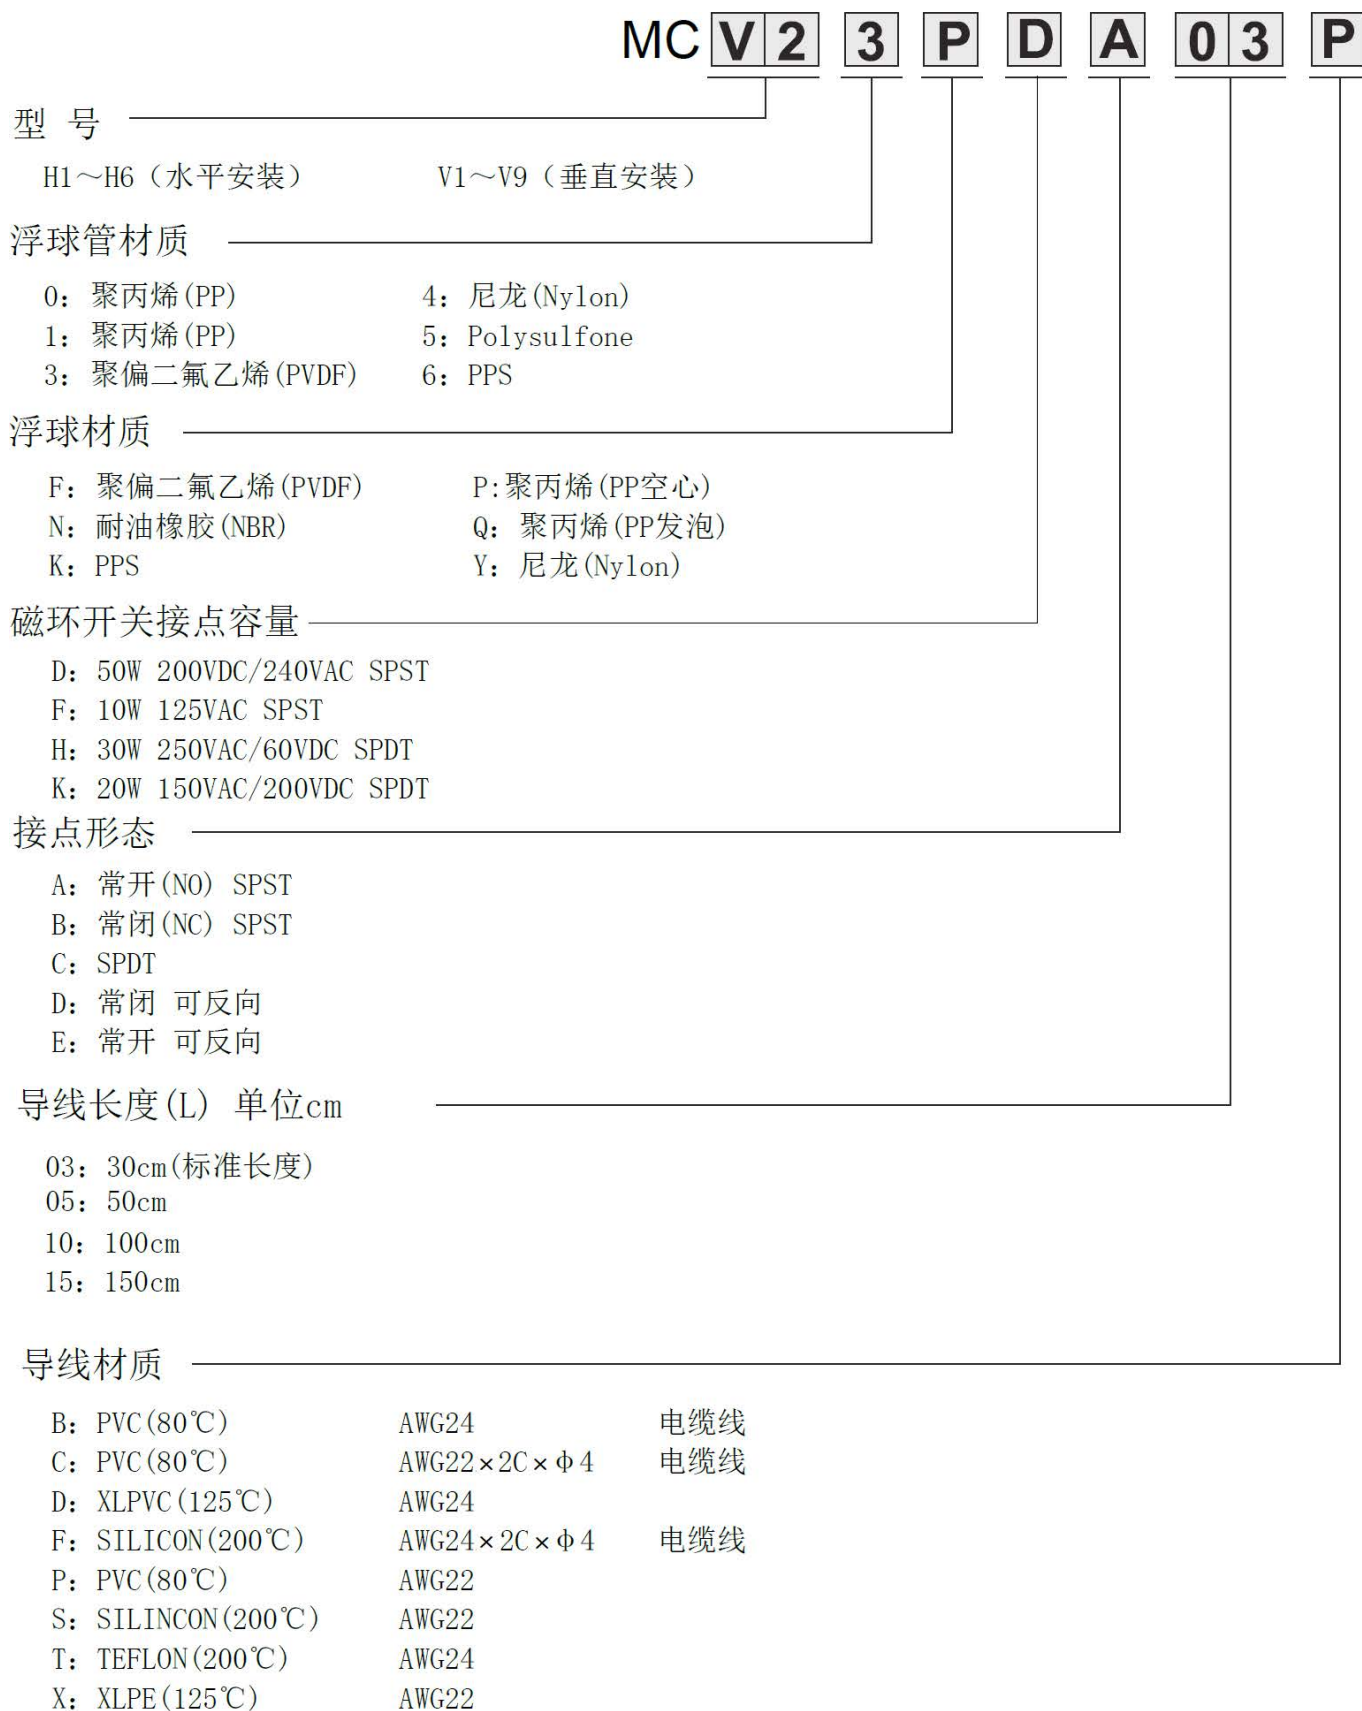 MC V2 3 P D A 03 P
型 号
H1～H6（水平安装） V1～V9（垂直安装）
浮球管材质
0：聚丙烯(PP) 4：尼龙(Nylon)
1：聚丙烯(PP) 5：Polysulfone
3：聚偏二氟乙烯(PVDF) 6：PPS
浮球材质
F：聚偏二氟乙烯(PVDF) P:聚丙烯(PP空心)
N：耐油橡胶(NBR) Q：聚丙烯(PP发泡)
K：PPS Y：尼龙(Nylon)
磁环开关接点容量
D：50W 200VDC/240VAC SPST
F：10W 125VAC SPST
H：30W 250VAC/60VDC SPDT
K：20W 150VAC/200VDC SPDT
接点形态
A：常开(NO) SPST
B：常闭(NC) SPST
C：SPDT
D：常闭 可反向
E：常开 可反向
导线长度(L) 单位cm
03：30cm(标准长度)
05：50cm
10：100cm
15：150cm
导线材质
B：PVC(80℃) AWG24 电缆线
C：PVC(80℃) AWG22×2C×φ4 电缆线
D：XLPVC(125℃) AWG24
F：SILICON(200℃) AWG24×2C×φ4 电缆线
P：PVC(80℃) AWG22
S：SILINCON(200℃) AWG22
T：TEFLON(200℃) AWG24
X：XLPE(125℃) AWG22